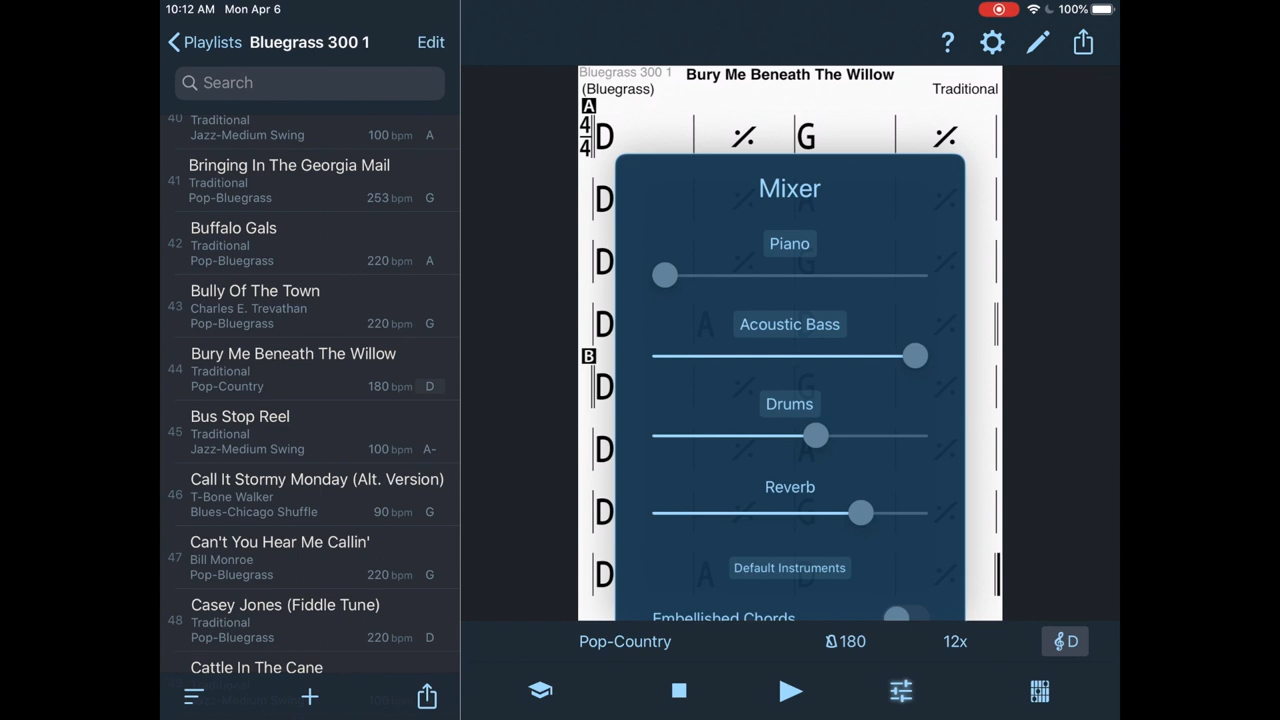 10:12 AM Mon Apr 6
100%
Playlists Bluegrass 300 1 Edit
Search
40 Traditional
Jazz-Medium Swing 100 bpm A
Bringing In The Georgia Mail
41 Traditional
Pop-Bluegrass 253 bpm G
Buffalo Gals
42 Traditional
Pop-Bluegrass 220 bpm A
Bully Of The Town
43 Charles E. Trevathan
Pop-Bluegrass 220 bpm G
Bury Me Beneath The Willow
44 Traditional
Pop-Country 180 bpm D
Bus Stop Reel
45 Traditional
Jazz-Medium Swing 100 bpm A-
Call It Stormy Monday (Alt. Version)
46 T-Bone Walker
Blues-Chicago Shuffle 90 bpm G
Can't You Hear Me Callin'
47 Bill Monroe
Pop-Bluegrass 220 bpm G
Casey Jones (Fiddle Tune)
48 Traditional
Pop-Bluegrass 220 bpm D
Cattle In The Cane
?
Bluegrass 300 1 Bury Me Beneath The Willow
(Bluegrass) Traditional
A
4/4 D G
D A
D G
D A
B
D G
D A
D G
D A
Mixer
Piano
Acoustic Bass
Drums
Reverb
Default Instruments
Embellished Chords
Pop-Country 180 12x D